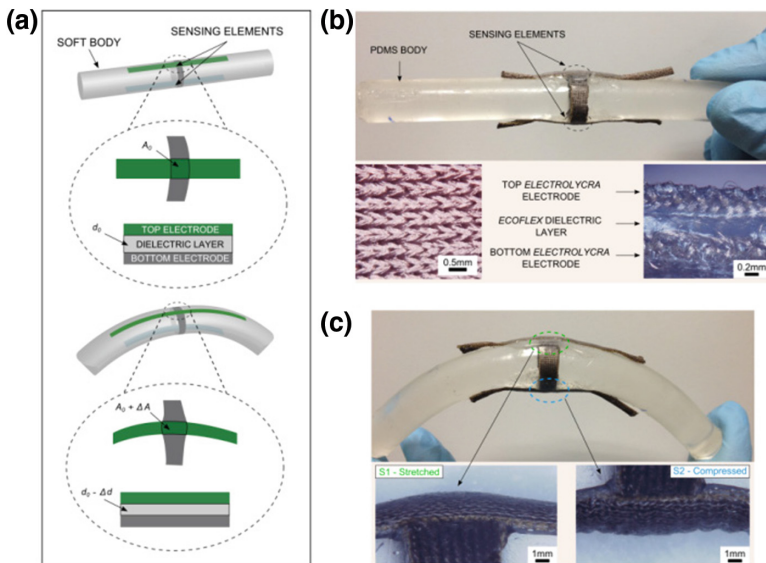 (a)
SENSING ELEMENTS
SOFT BODY
A₀
d₀
TOP ELECTRODE
DIELECTRIC LAYER
BOTTOM ELECTRODE
A₀ + ΔA
d₀ - Δd
(b)
SENSING ELEMENTS
PDMS BODY
TOP ELECTROLYCRA
ELECTRODE
ECOFLEX DIELECTRIC
LAYER
BOTTOM ELECTROLYCRA
ELECTRODE
0.5mm
0.2mm
(c)
S1 - Stretched
S2 - Compressed
1mm
1mm